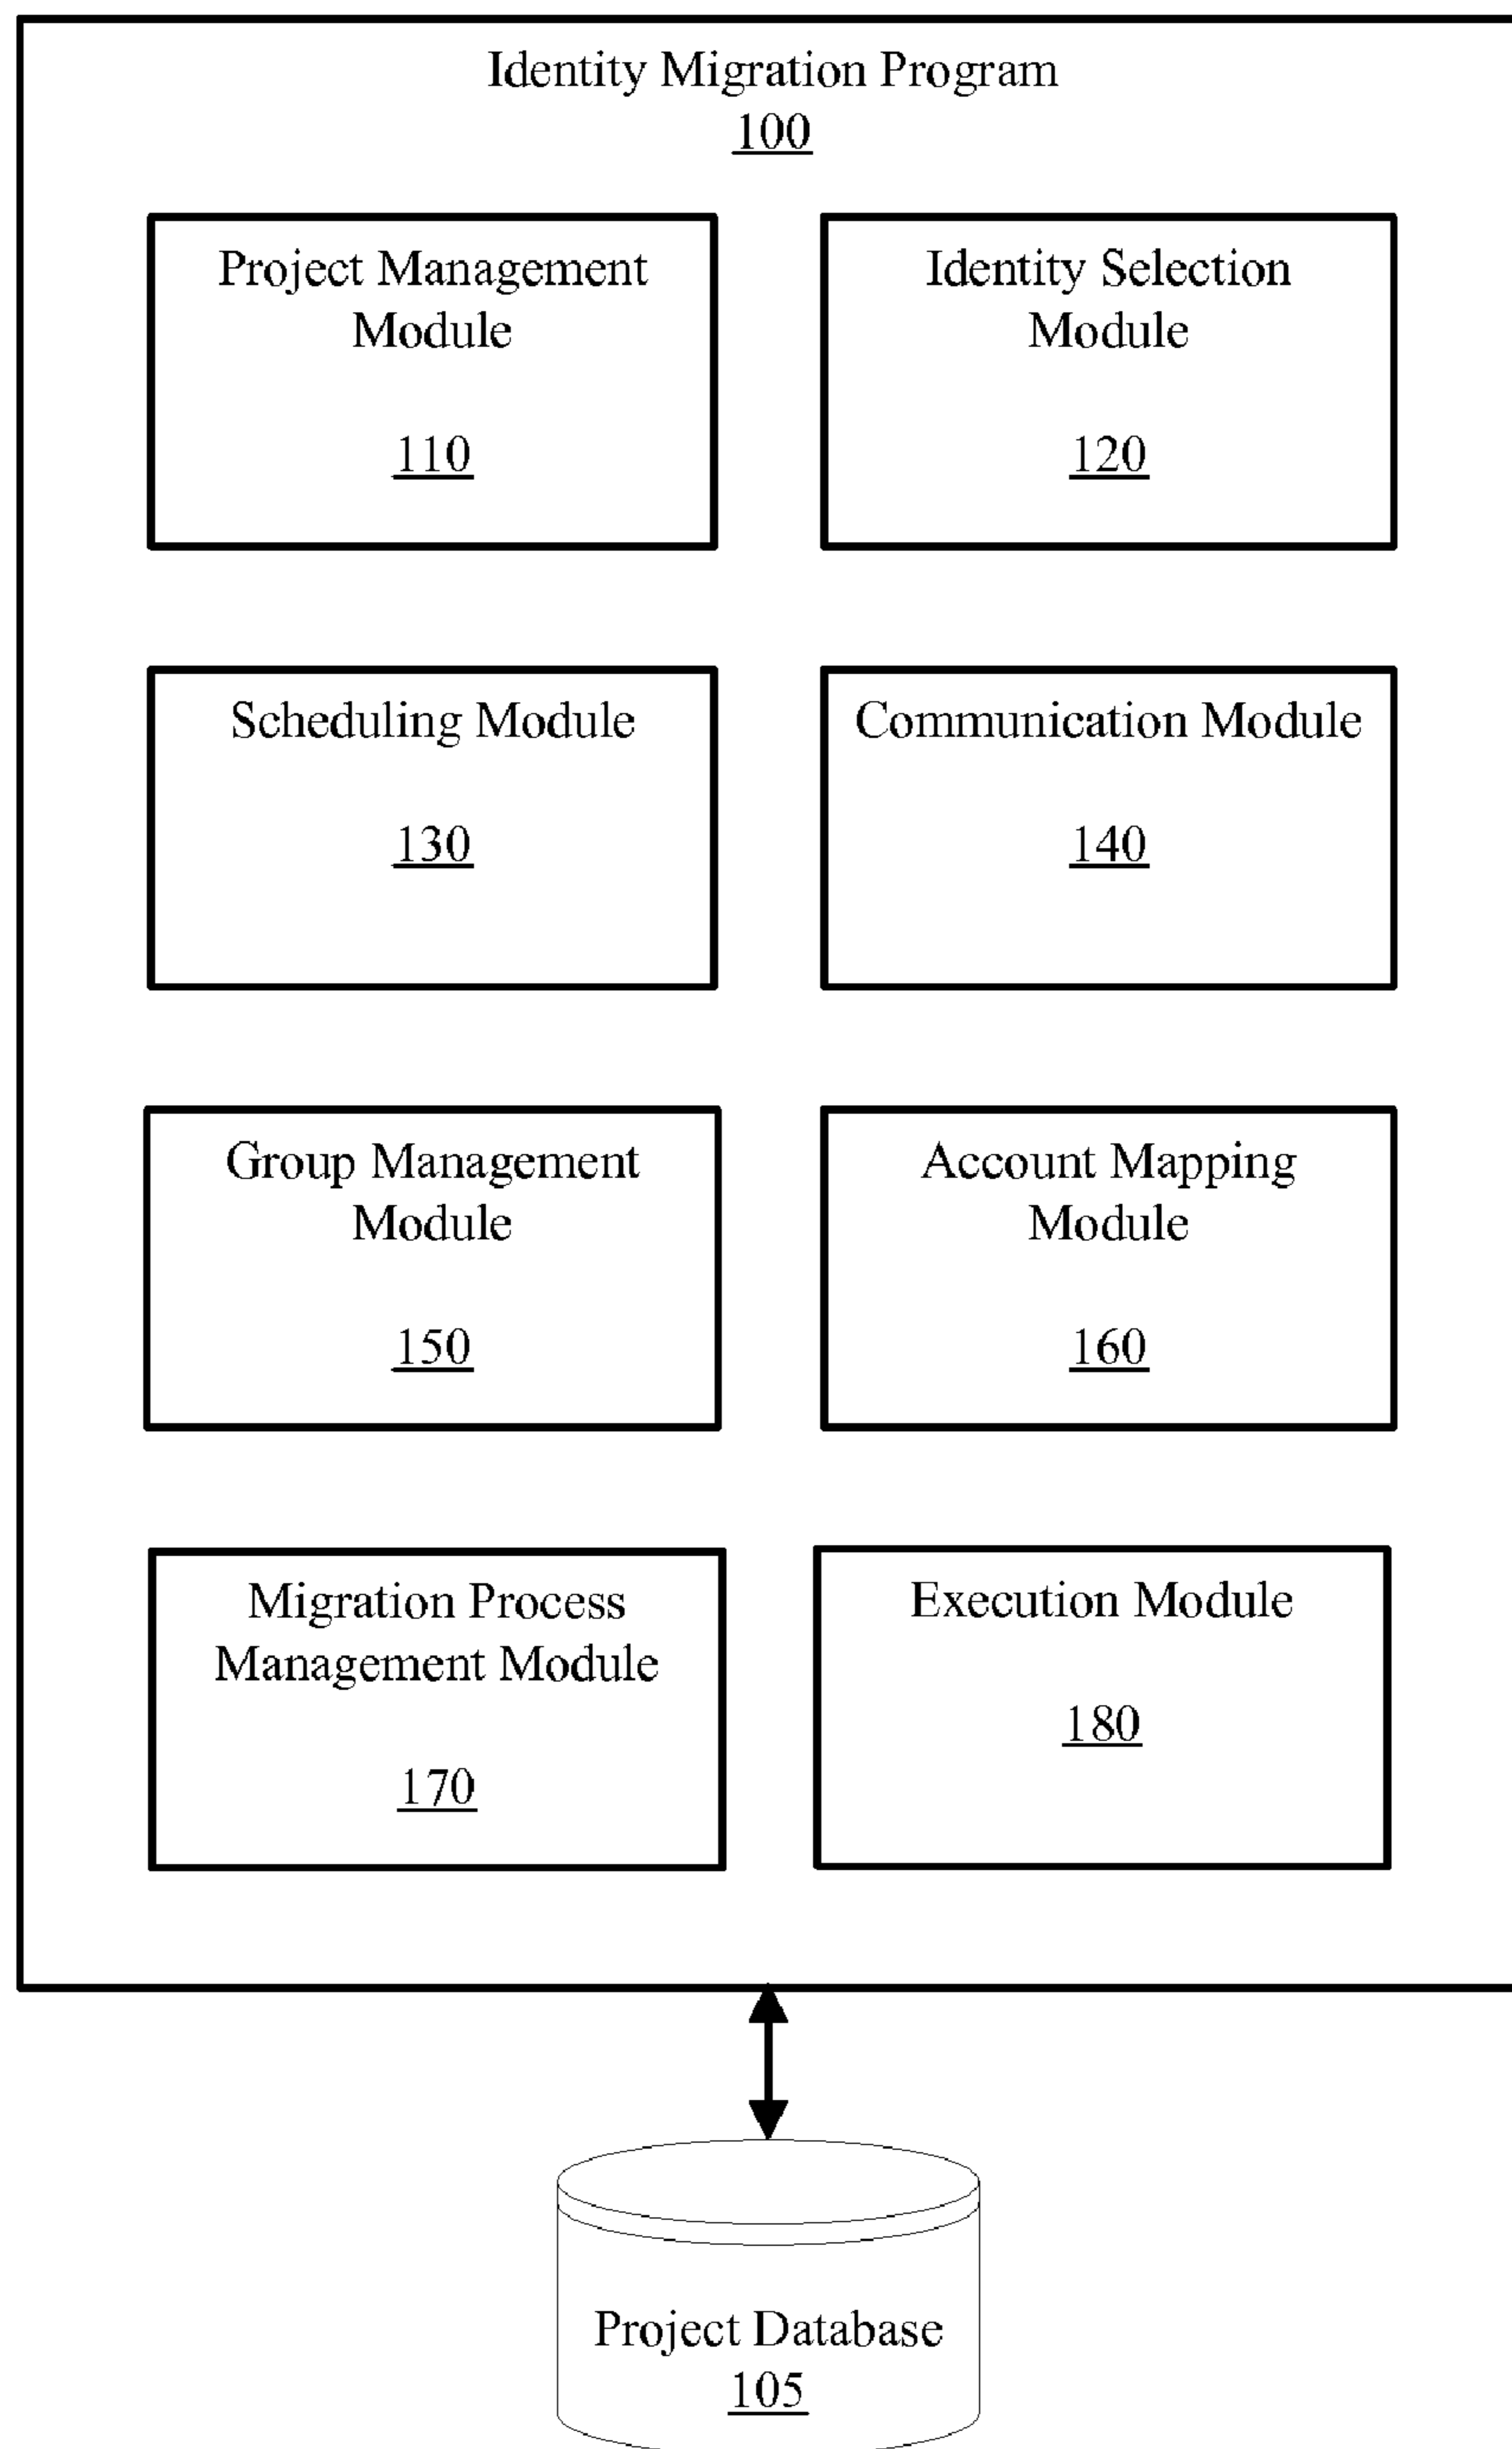 Identity Migration Program
100
Project Management
Module
110
Identity Selection
Module
120
Scheduling Module
130
Communication Module
140
Group Management
Module
150
Account Mapping
Module
160
Migration Process
Management Module
170
Execution Module
180
Project Database
105